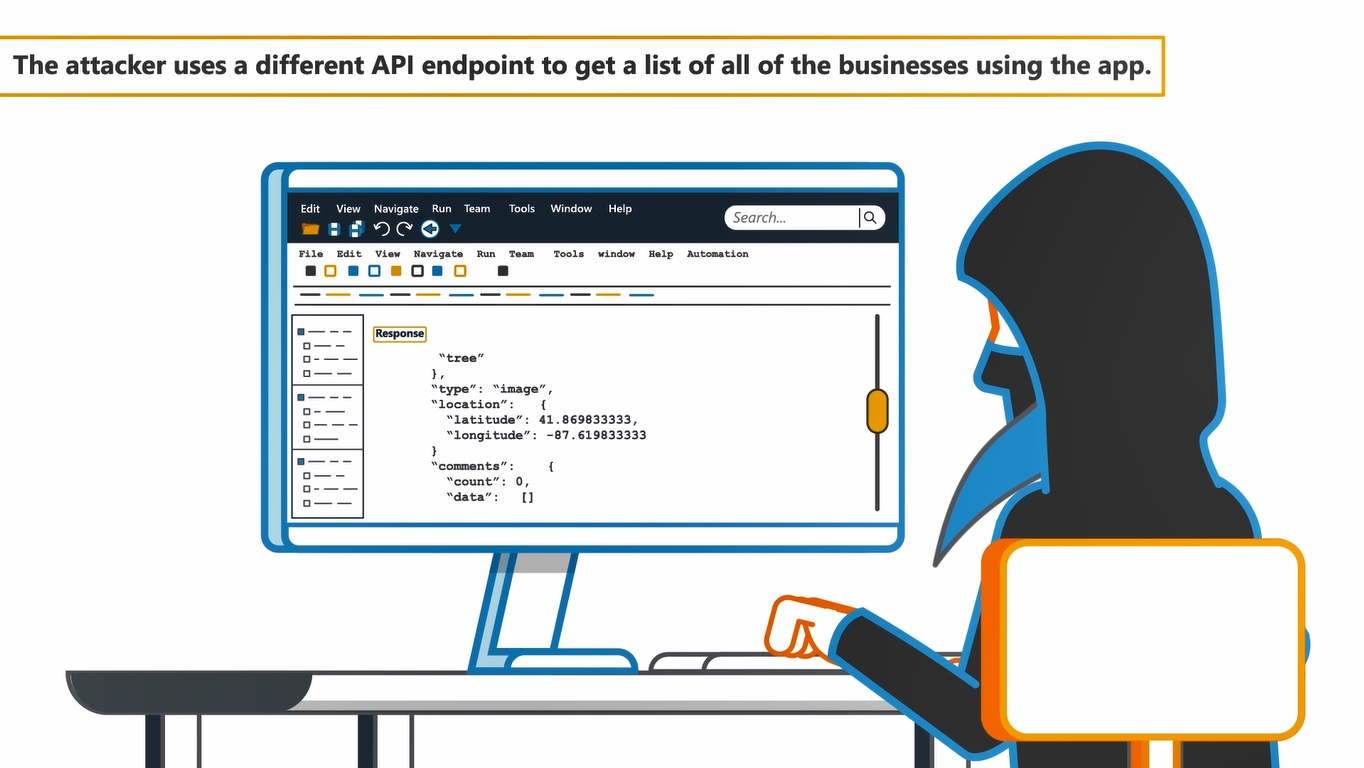 The attacker uses a different API endpoint to get a list of all of the businesses using the app.
Edit View Navigate Run Team Tools Window Help
Search...
File Edit View Navigate Run Team Tools window Help Automation
Response
“tree”
},
“type”: “image”,
“location”: {
“latitude”: 41.869833333,
“longitude”: -87.619833333
}
“comments”: {
“count”: 0,
“data”: []